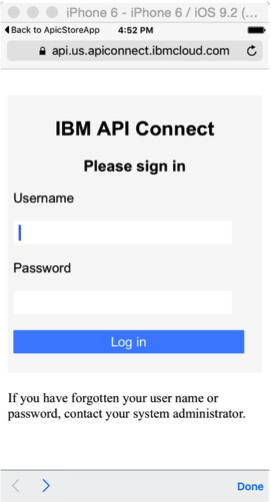 iPhone 6 - iPhone 6 / iOS 9.2 (...
Back to ApicStoreApp 4:52 PM
api.us.apiconnect.ibmcloud.com
IBM API Connect
Please sign in
Username
Password
Log in
If you have forgotten your user name or
password, contact your system administrator.
Done